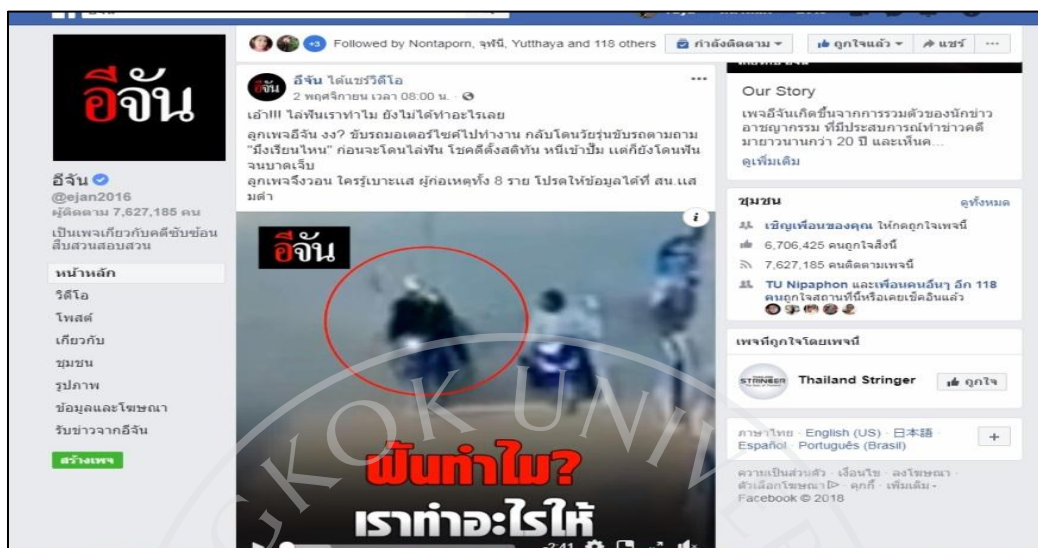 Followed by Nontaporn, จุฬนี, Yutthaya and 118 others
กำลังติดตาม
ถูกใจแล้ว
แชร์
อีจัน
อีจัน
@ejan2016
ผู้ติดตาม 7,627,185 คน
เป็นเพจเกี่ยวกับคดีซับซ้อน
สืบสวนสอบสวน
หน้าหลัก
วิดีโอ
โพสต์
เกี่ยวกับ
ชุมชน
รูปภาพ
ข้อมูลและโฆษณา
รับข่าวจากอีจัน
สร้างเพจ
อีจัน ได้แชร์วิดีโอ
2 พฤศจิกายน เวลา 08:00 น.
เอ้า!!! ไล่ฟันเราทำไม ยังไม่ได้ทำอะไรเลย
ลูกเพจอีจัน งง? ขับรถมอเตอร์ไซค์ไปทำงาน กลับโดนวัยรุ่นขับรถตามถาม
"มึงเรียนไหน" ก่อนจะโดนไล่ฟัน โชคดีตั้งสติทัน หนีเข้าปั๊ม แต่ก็ยังโดนฟัน
จนบาดเจ็บ
ลูกเพจจึงวอน ใครรู้เบาะแส ผู้ก่อเหตุทั้ง 8 ราย โปรดให้ข้อมูลได้ที่ สน.แส
มดำ
อีจัน
ฟันทำไม?
เราทำอะไรให้
-2:41
Our Story
เพจอีจันเกิดขึ้นจากการรวมตัวของนักข่าว
อาชญากรรม ที่มีประสบการณ์ทำข่าวคดี
มายาวนานกว่า 20 ปี และเห็นค...
ดูเพิ่มเติม
ชุมชน
ดูทั้งหมด
เชิญเพื่อนของคุณ ให้กดถูกใจเพจนี้
6,706,425 คนถูกใจสิ่งนี้
7,627,185 คนติดตามเพจนี้
TU Nipaphon และเพื่อนคนอื่นๆ อีก 118
คนถูกใจสถานที่นี้หรือเคยเช็คอินแล้ว
เพจที่ถูกใจโดยเพจนี้
STRINGER
Thailand Stringer
ถูกใจ
ภาษาไทย · English (US) · 日本語 ·
Español · Português (Brasil)
ความเป็นส่วนตัว · เงื่อนไข · ลงโฆษณา ·
ตัวเลือกโฆษณา · คุกกี้ · เพิ่มเติม
Facebook © 2018
GKOK UNIVE